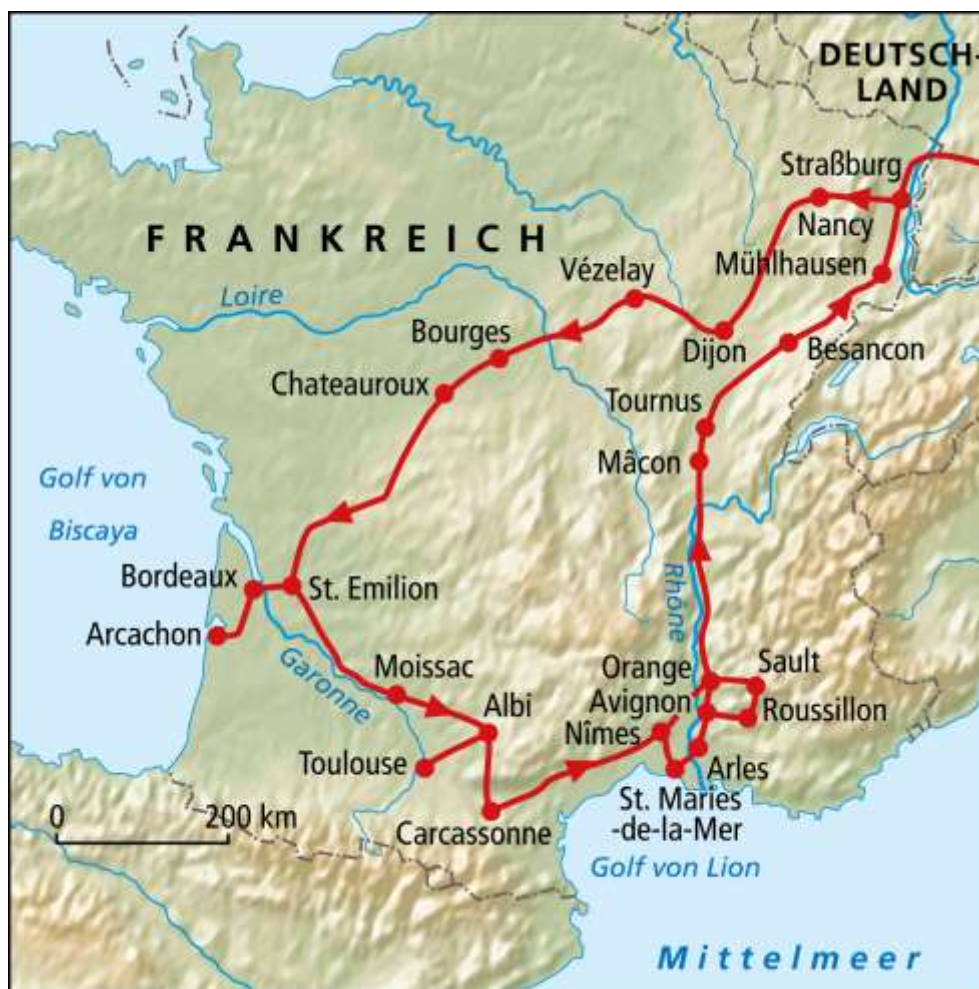 DEUTSCH-
LAND
Straßburg
Nancy
FRANKREICH
Mühlhausen
Vézelay
Loire
Bourges
Dijon
Besancon
Chateauroux
Tournus
Mâcon
Golf von
Biscaya
Bordeaux
St. Emilion
Rhône
Arcachon
Garonne
Moissac
Orange
Sault
Albi
Avignon
Roussillon
Nîmes
Toulouse
Arles
0 200 km
Carcassonne
St. Maries
-de-la-Mer
Golf von Lion
Mittelmeer